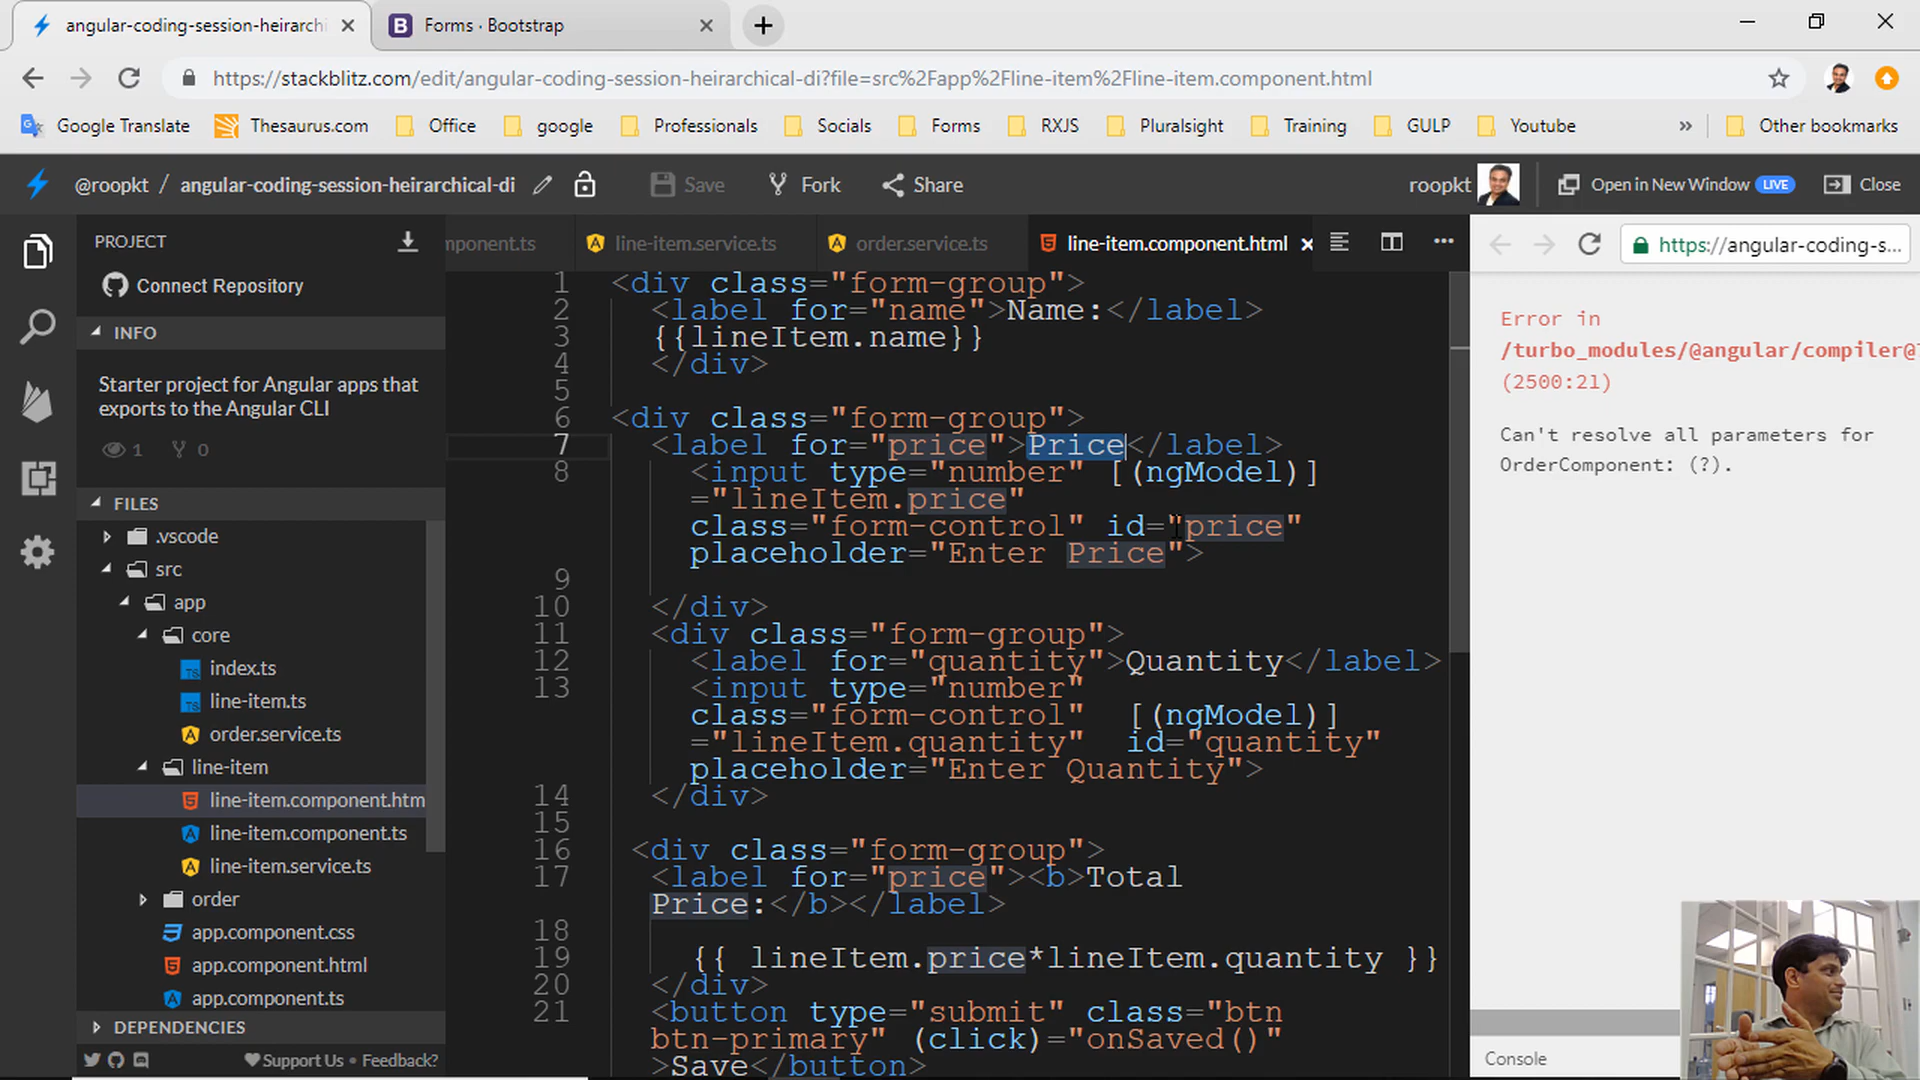 angular-coding-session-heirarchi
Forms · Bootstrap
https://stackblitz.com/edit/angular-coding-session-heirarchical-di?file=src%2Fapp%2Fline-item%2Fline-item.component.html
Google Translate
Thesaurus.com
Office
google
Professionals
Socials
Forms
RXJS
Pluralsight
Training
GULP
Youtube
»
Other bookmarks
@roopkt / angular-coding-session-heirarchical-di
Save
Fork
Share
roopkt
Open in New Window LIVE
Close
PROJECT
Connect Repository
INFO
Starter project for Angular apps that
exports to the Angular CLI
1
0
FILES
.vscode
src
app
core
index.ts
line-item.ts
order.service.ts
line-item
line-item.component.htm
line-item.component.ts
line-item.service.ts
order
app.component.css
app.component.html
app.component.ts
DEPENDENCIES
Support Us • Feedback?
mponent.ts
line-item.service.ts
order.service.ts
line-item.component.html
1 <div class="form-group">
2 <label for="name">Name:</label>
3 {{lineItem.name}}
4 </div>
5
6 <div class="form-group">
7 <label for="price">Price</label>
8 <input type="number" [(ngModel)]
="lineItem.price"
class="form-control" id="price"
placeholder="Enter Price">
9
10 </div>
11 <div class="form-group">
12 <label for="quantity">Quantity</label>
13 <input type="number"
class="form-control" [(ngModel)]
="lineItem.quantity" id="quantity"
placeholder="Enter Quantity">
14 </div>
15
16 <div class="form-group">
17 <label for="price"><b>Total
Price:</b></label>
18
19 {{ lineItem.price*lineItem.quantity }}
20 </div>
21 <button type="submit" class="btn
btn-primary" (click)="onSaved()"
>Save</button>
https://angular-coding-s...
Error in
/turbo_modules/@angular/compiler@
(2500:21)
Can't resolve all parameters for
OrderComponent: (?).
Console